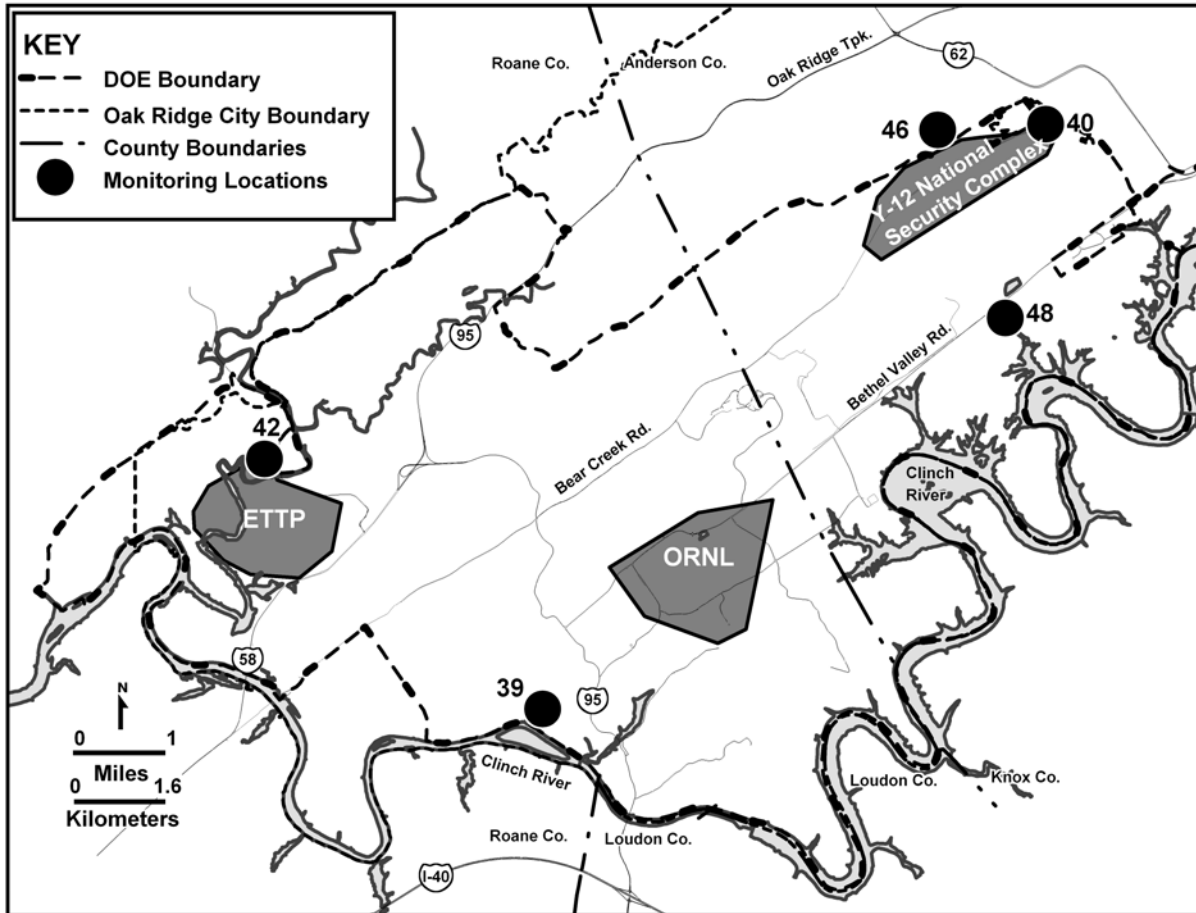 KEY
DOE Boundary
Oak Ridge City Boundary
County Boundaries
Monitoring Locations
Roane Co.
Anderson Co.
Oak Ridge Tpk.
62
46
40
Y-12 National
Security Complex
95
48
Bethel Valley Rd.
42
Bear Creek Rd.
Clinch
River
ETTP
ORNL
58
39
95
N
0 1
Miles
0 1.6
Kilometers
Clinch River
Loudon Co.
Knox Co.
Roane Co.
Loudon Co.
I-40